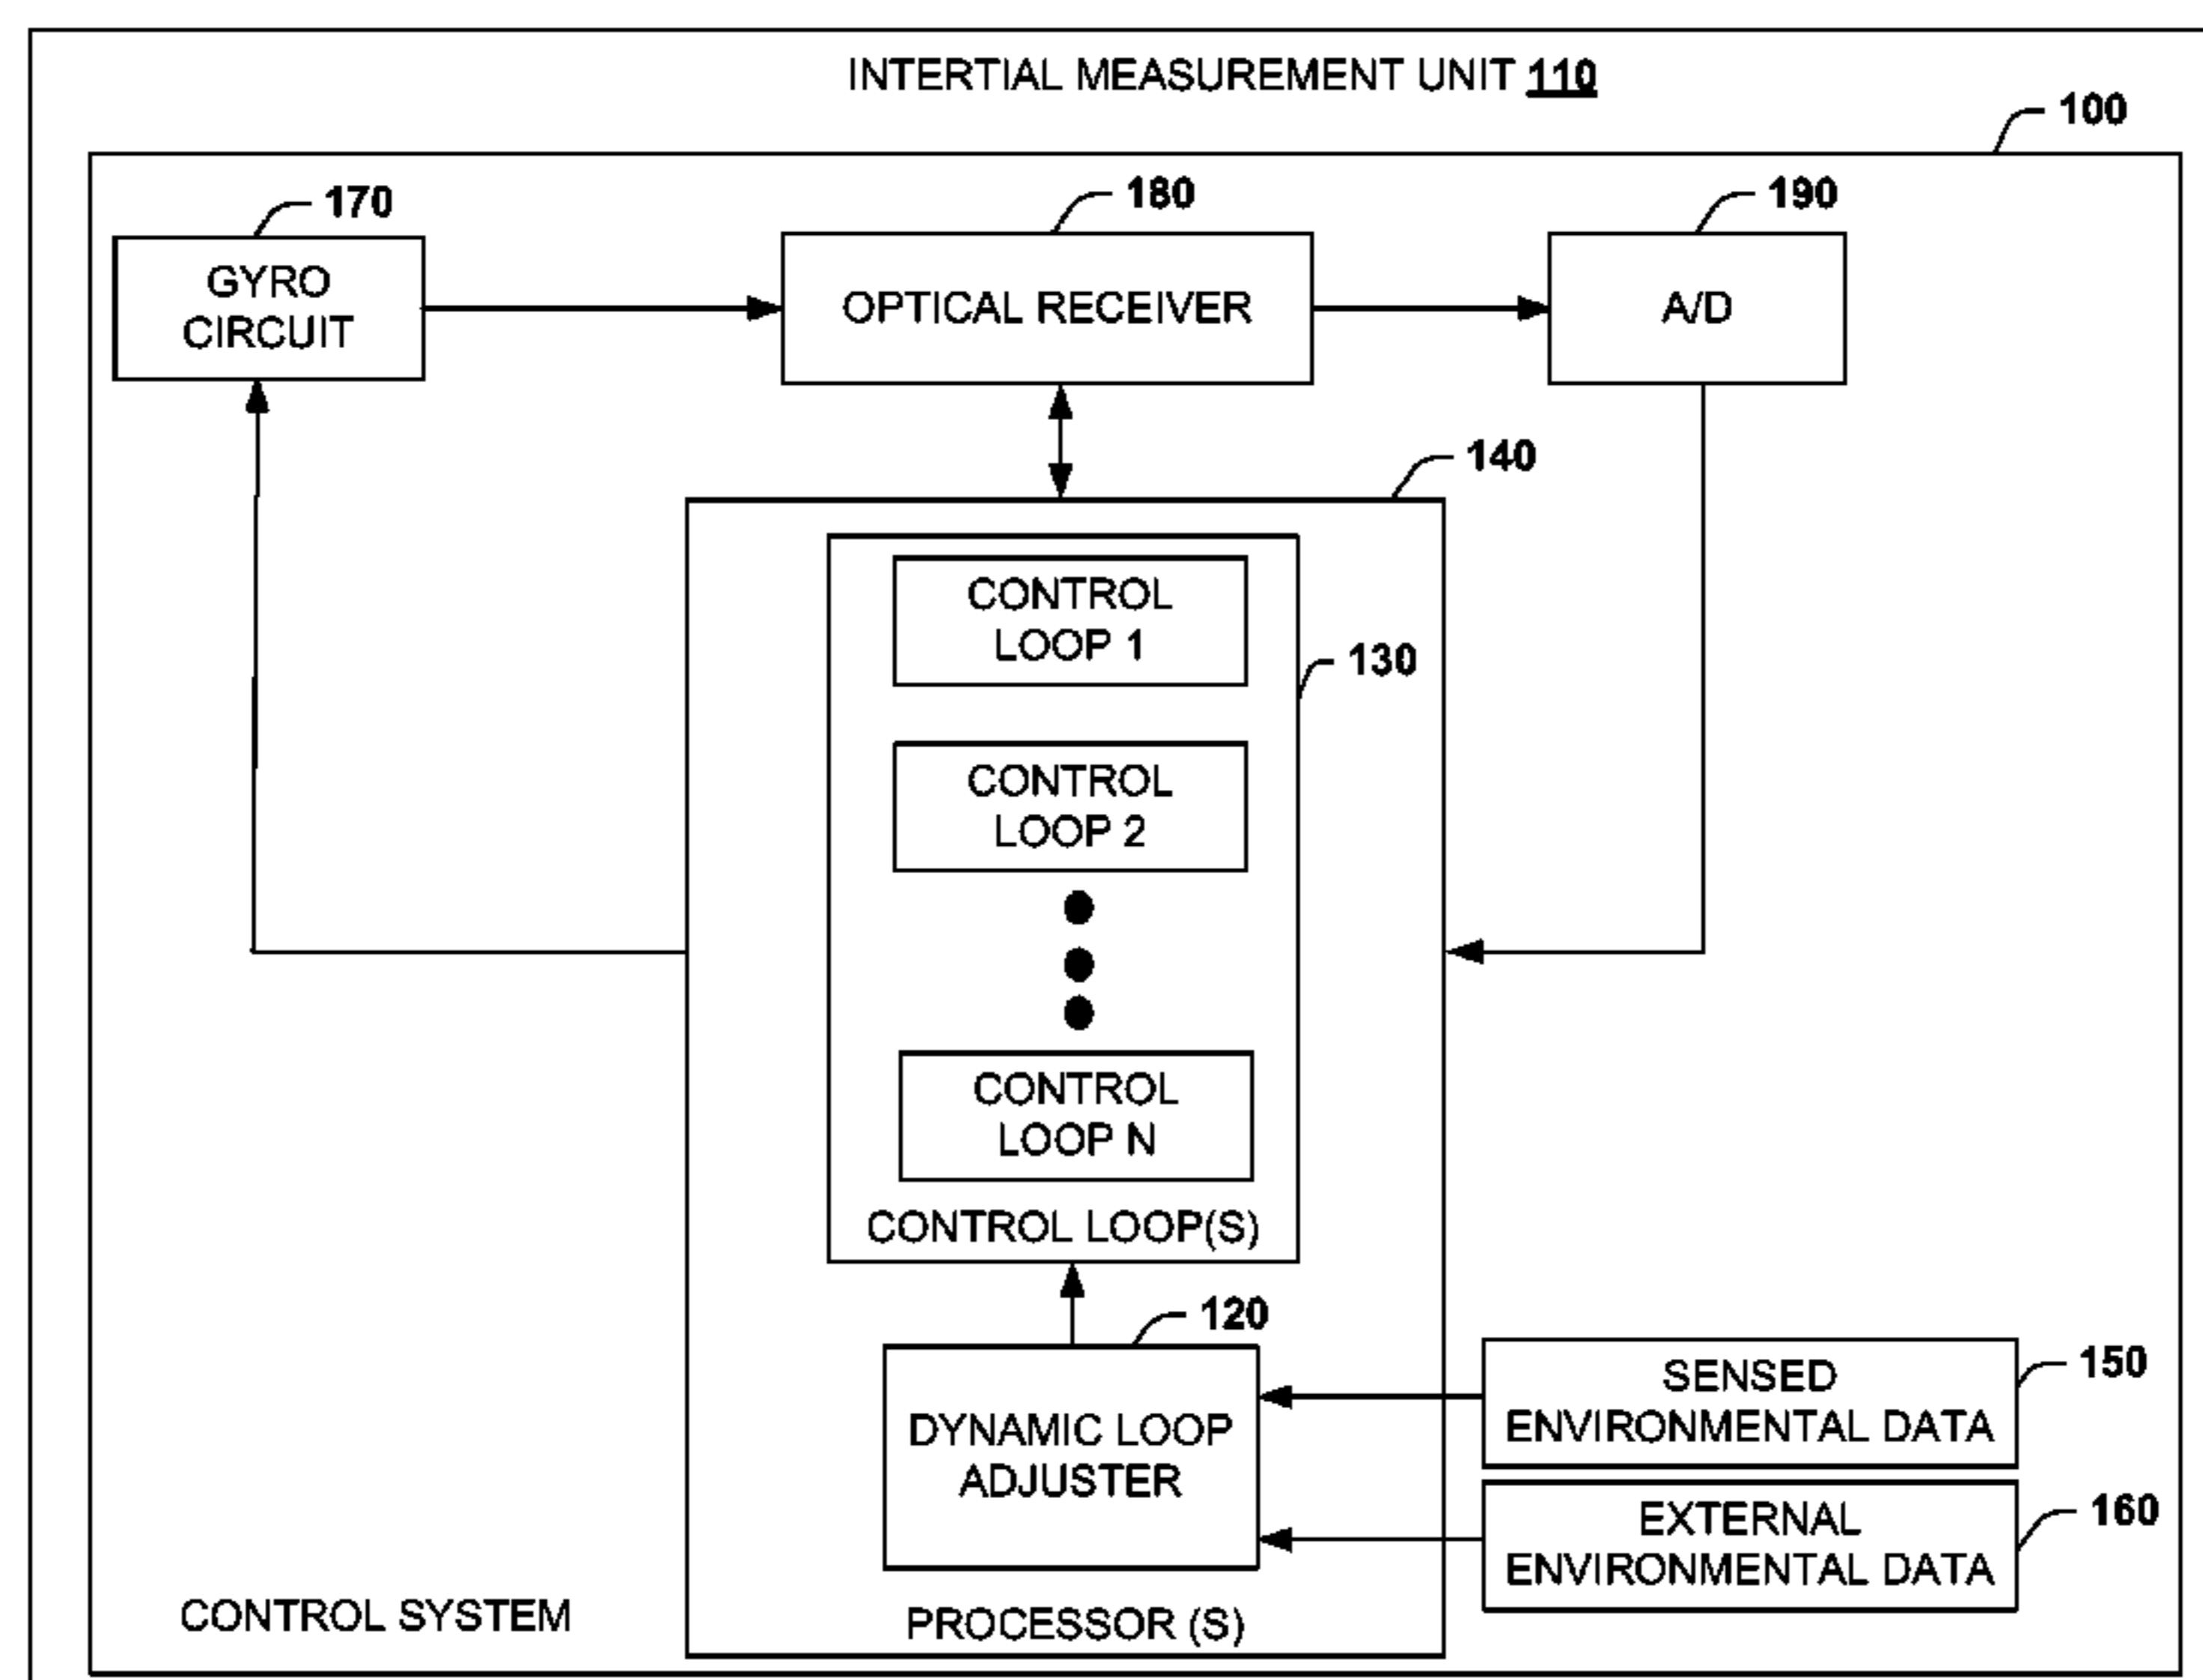 INTERTIAL MEASUREMENT UNIT 110
100
170
180
190
GYRO
CIRCUIT
OPTICAL RECEIVER
A/D
140
CONTROL
LOOP 1
130
CONTROL
LOOP 2
CONTROL
LOOP N
CONTROL LOOP(S)
120
DYNAMIC LOOP
ADJUSTER
SENSED
ENVIRONMENTAL DATA
150
EXTERNAL
ENVIRONMENTAL DATA
160
CONTROL SYSTEM
PROCESSOR (S)